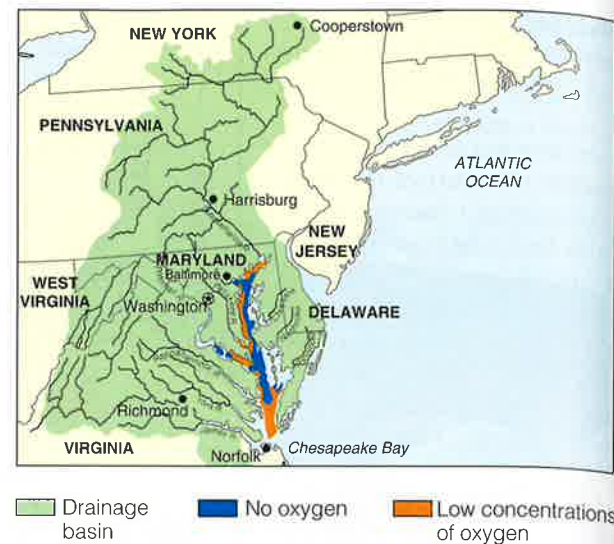 NEW YORK
Cooperstown
PENNSYLVANIA
ATLANTIC
OCEAN
Harrisburg
NEW
JERSEY
MARYLAND
Baltimore
WEST
VIRGINIA
Washington
DELAWARE
Richmond
VIRGINIA
Norfolk
Chesapeake Bay
Drainage
basin
No oxygen
Low concentrations
of oxygen